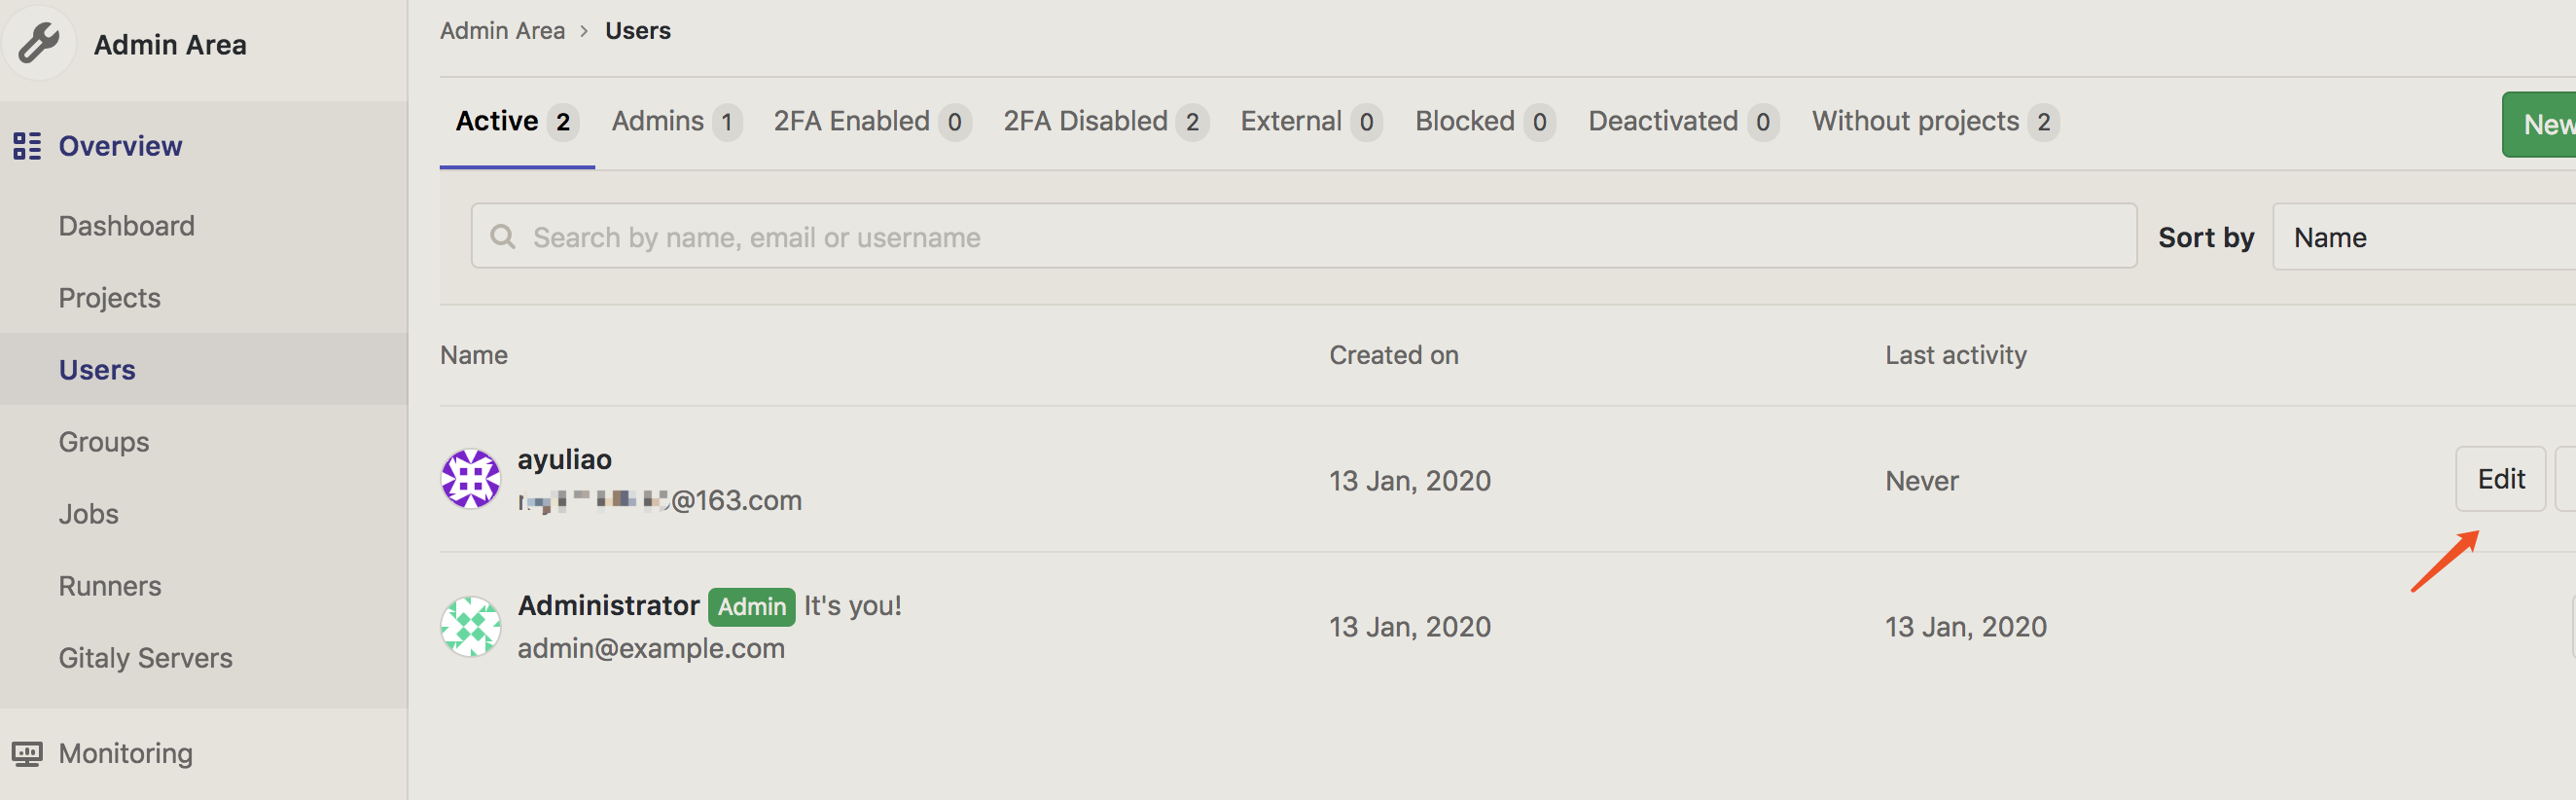 Admin Area
Overview
Dashboard
Projects
Users
Groups
Jobs
Runners
Gitaly Servers
Monitoring
Admin Area › Users
Active 2 Admins 1 2FA Enabled 0 2FA Disabled 2 External 0 Blocked 0 Deactivated 0 Without projects 2 New
Search by name, email or username Sort by Name
Name Created on Last activity
ayuliao 13 Jan, 2020 Never Edit
@163.com
Administrator Admin It's you! 13 Jan, 2020 13 Jan, 2020
admin@example.com